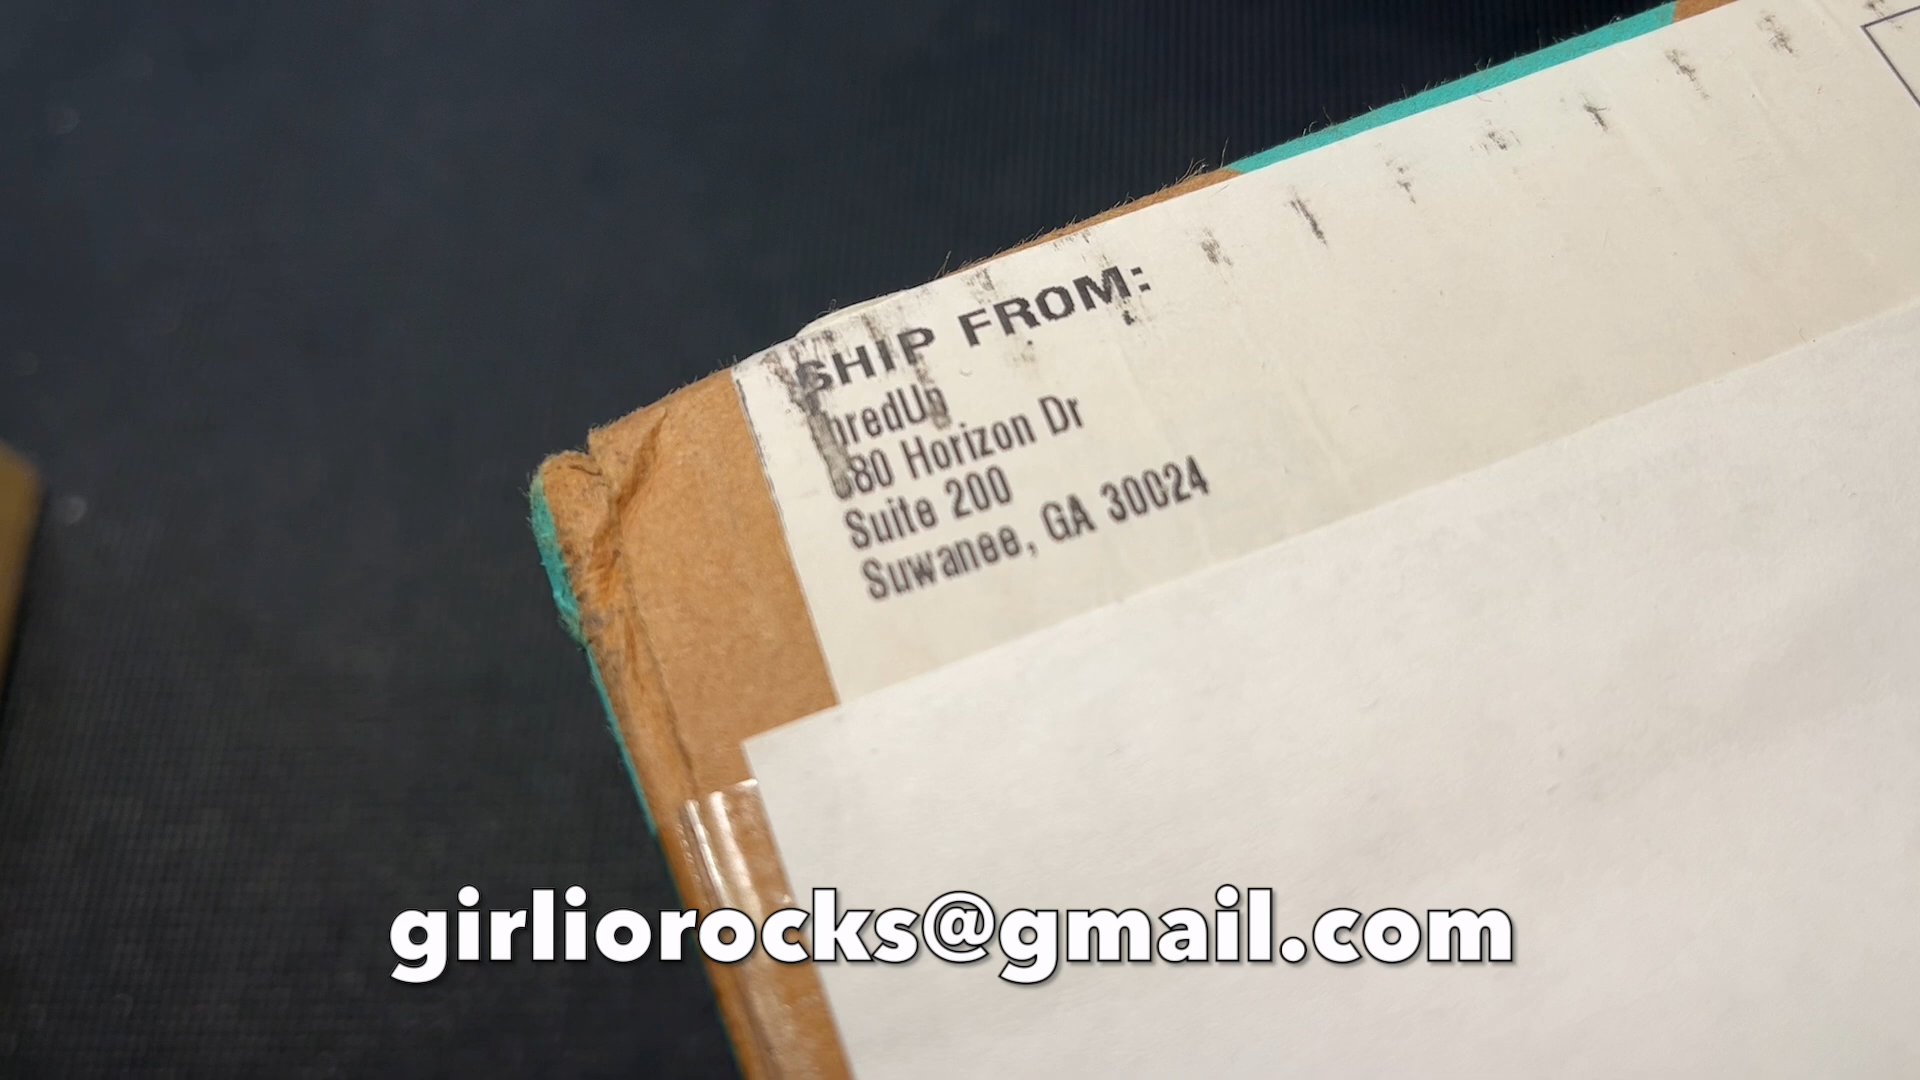 SHIP FROM:
hredUp
80 Horizon Dr
Suite 200
Suwanee, GA 30024
girliorocks@gmail.com